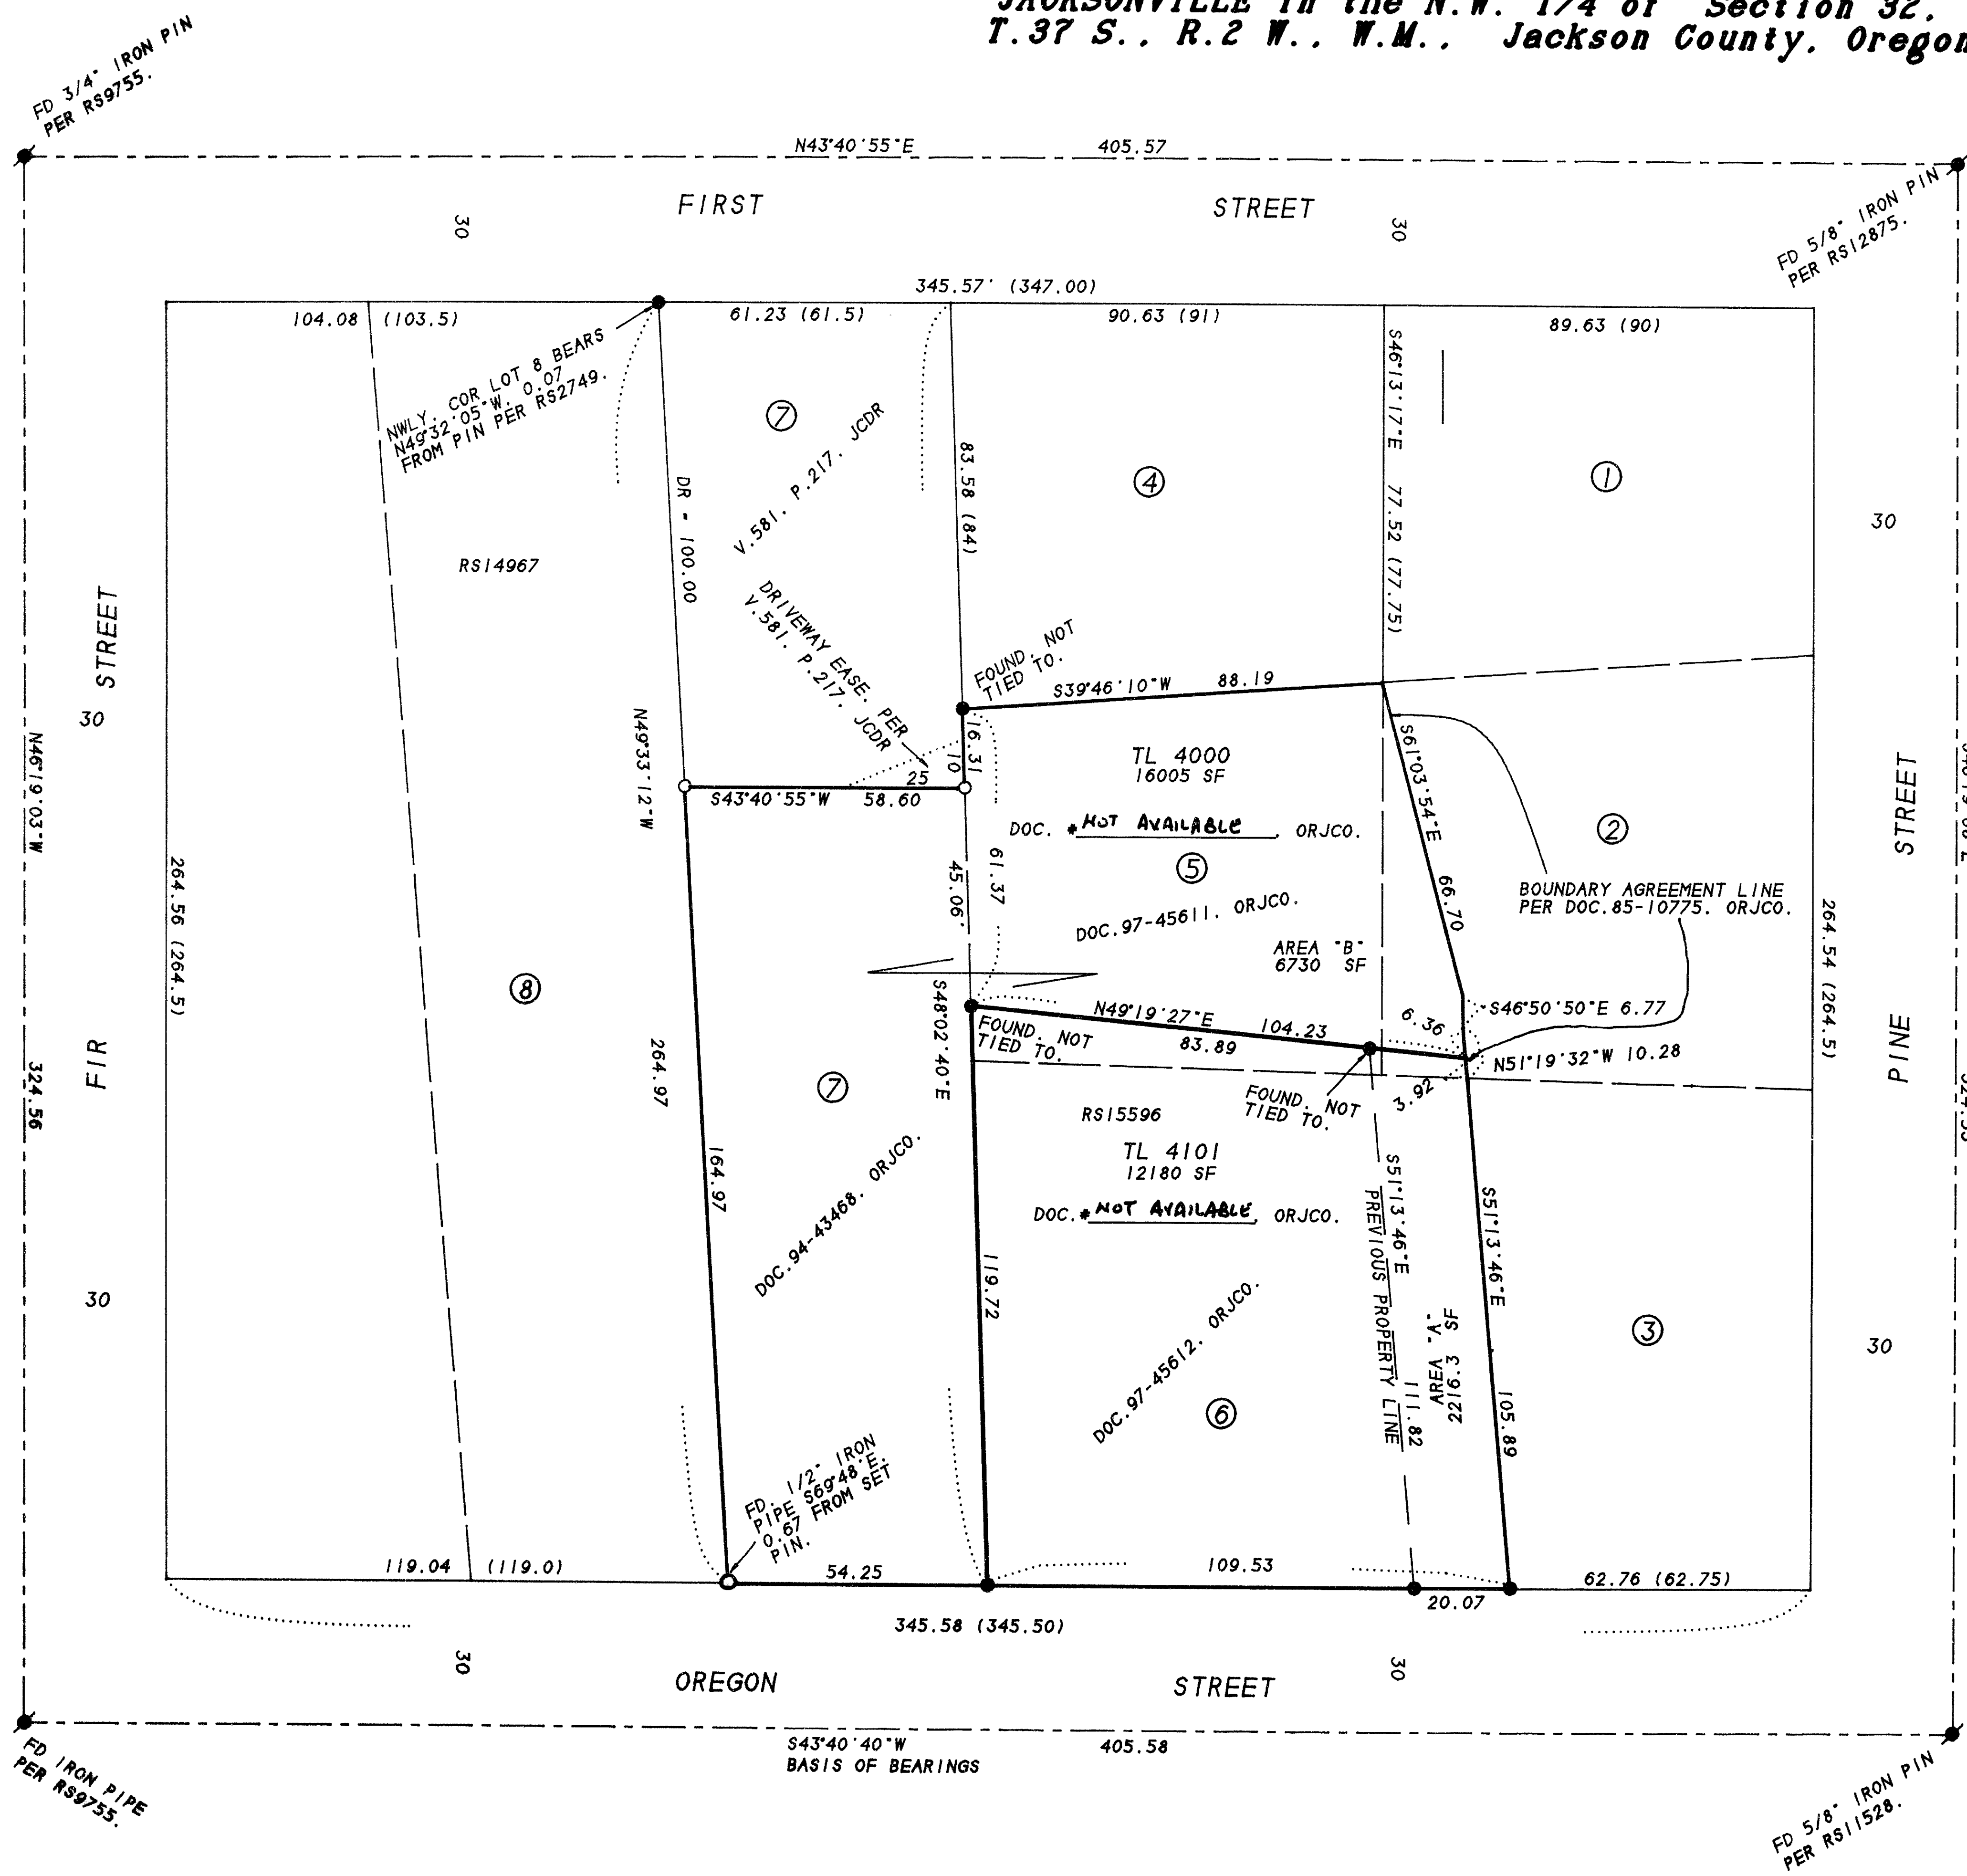 JACKSONVILLE in the N.W. 1/4 of Section 32,
T.37 S., R.2 W., W.M., Jackson County, Oregon
FD 3/4" IRON PIN
PER RS9755.
N43°40'55"E 405.57
FIRST STREET
30
30
FD 5/8" IRON PIN
PER RS12875.
345.57' (347.00)
104.08 (103.5)
61.23 (61.5)
90.63 (91)
89.63 (90)
NWLY. COR LOT 8 BEARS
N49°32'05"W, 0.07
FROM PIN PER RS2749.
7
V.581, P.217, JCDR
83.58 (84)
4
S46°13'17"E 77.52 (77.75)
1
30
DR = 100.00
RS14967
DRIVEWAY EASE. PER
V.581, P.217, JCDR
FOUND, NOT
TIED TO.
S39°46'10"W 88.19
16.31
10
25
S43°40'55"W 58.60
TL 4000
16005 SF
DOC. # NOT AVAILABLE, ORJCO.
5
61.37
45.06'
DOC.97-45611, ORJCO.
AREA "B"
6730 SF
S61°03'54"E
66.70
2
BOUNDARY AGREEMENT LINE
PER DOC.85-10775, ORJCO.
FIR STREET
30
30
N46°19'03"W
324.56
264.56 (264.5)
8
N49°33'12"W
264.97
164.97
7
DOC.94-43468, ORJCO.
S48°02'40"E
119.72
N49°19'27"E 104.23
83.89
FOUND, NOT
TIED TO.
6.36
S46°50'50"E 6.77
N51°19'32"W 10.28
3.92
FOUND, NOT
TIED TO.
RS15596
TL 4101
12180 SF
DOC.# NOT AVAILABLE, ORJCO.
DOC.97-45612, ORJCO.
6
S51°13'46"E 111.82
PREVIOUS PROPERTY LINE
AREA "A"
2216.3 SF
S51°13'46"E
105.89
3
PINE STREET
30
264.54 (264.5)
FD. 1/2" IRON
PIPE S69°48'E,
0.67 FROM SET
PIN.
119.04 (119.0)
54.25
109.53
20.07
62.76 (62.75)
345.58 (345.50)
30
30
OREGON STREET
S43°40'40"W 405.58
BASIS OF BEARINGS
FD IRON PIPE
PER RS9755.
FD 5/8" IRON PIN
PER RS11528.